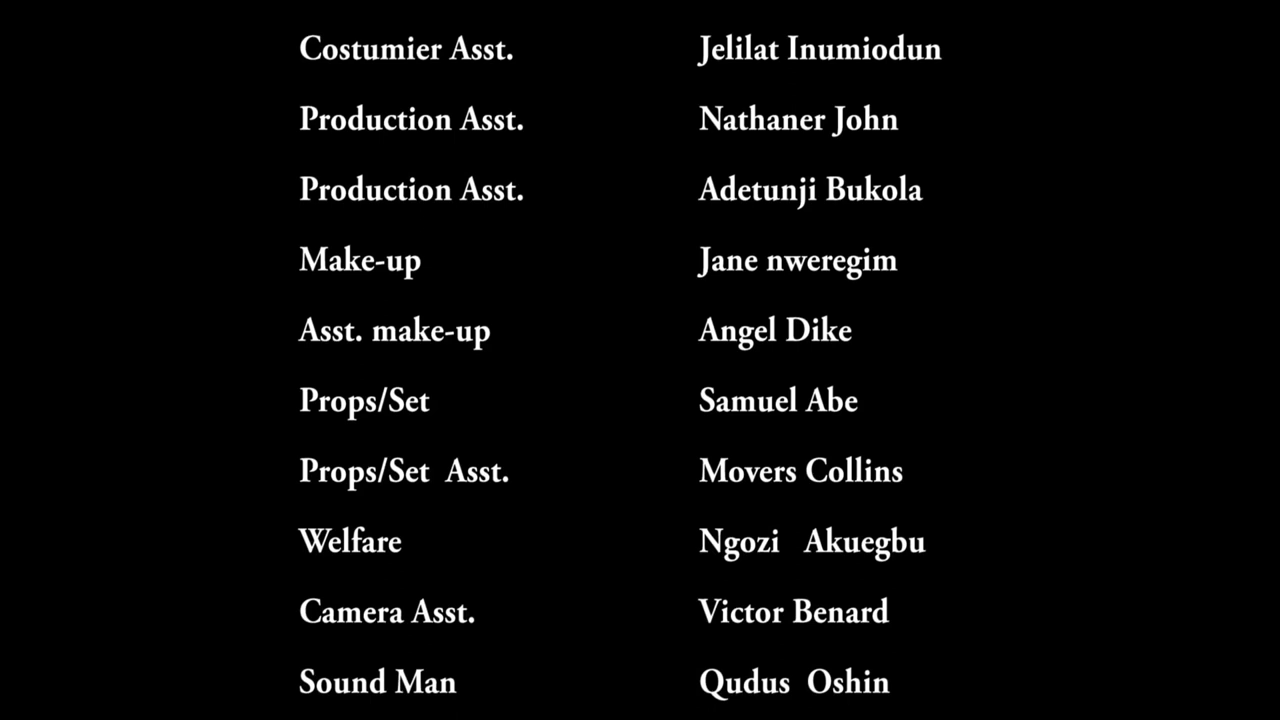 Costumier Asst. Jelilat Inumiodun
Production Asst. Nathaner John
Production Asst. Adetunji Bukola
Make-up Jane nweregim
Asst. make-up Angel Dike
Props/Set Samuel Abe
Props/Set Asst. Movers Collins
Welfare Ngozi Akuegbu
Camera Asst. Victor Benard
Sound Man Qudus Oshin